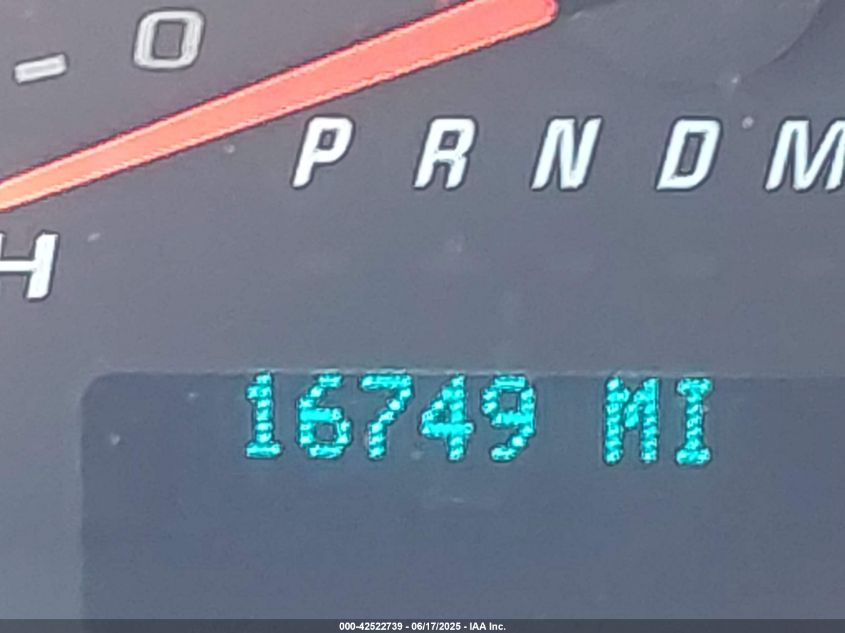 - 0
P R N D M
H
16749 MI
000-42522739 - 06/17/2025 - IAA Inc.